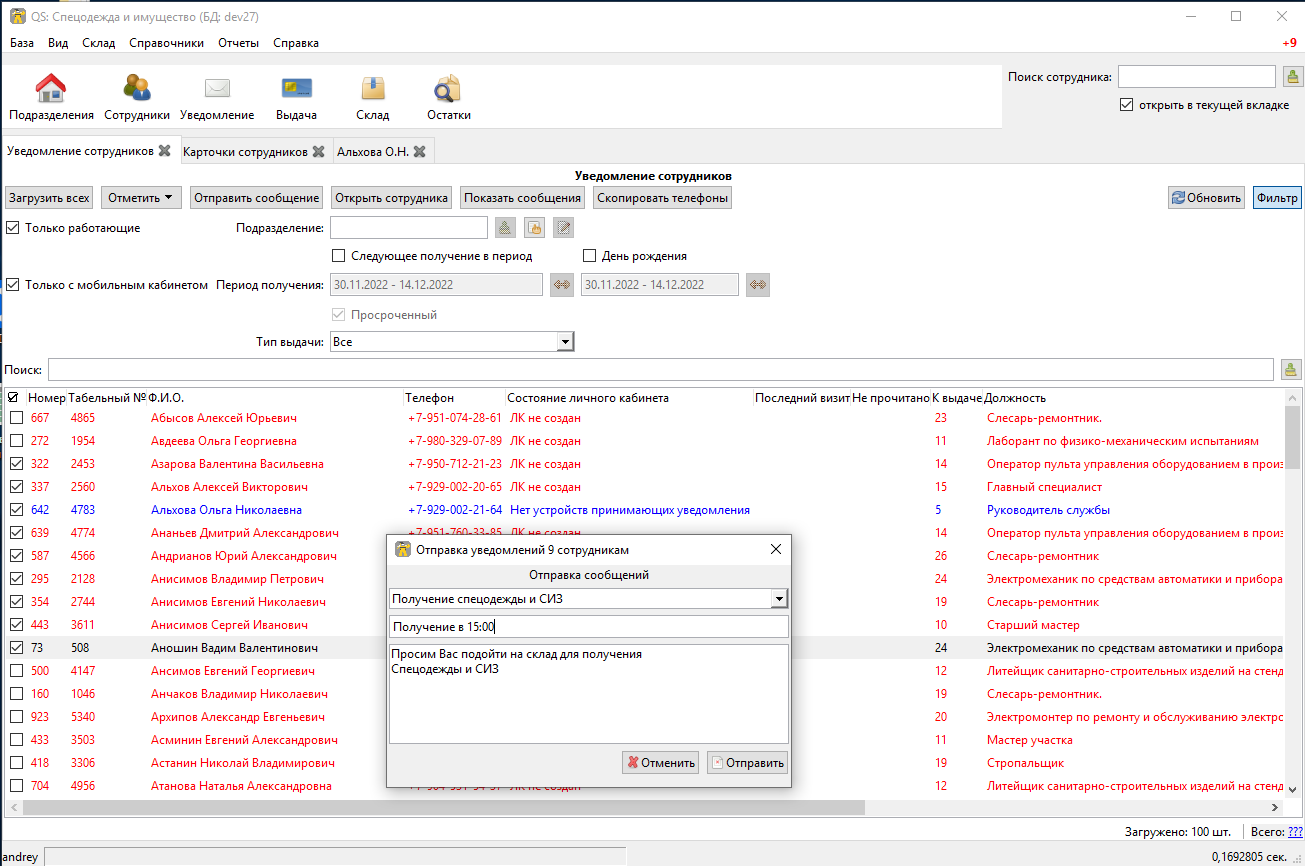 QS: Спецодежда и имущество (БД: dev27)
База Вид Склад Справочники Отчеты Справка +9
Подразделения Сотрудники Уведомление Выдача Склад Остатки
Поиск сотрудника:
открыть в текущей вкладке
Уведомление сотрудников Карточки сотрудников Альхова О.Н.
Уведомление сотрудников
Загрузить всех Отметить Отправить сообщение Открыть сотрудника Показать сообщения Скопировать телефоны Обновить Фильтр
Только работающие Подразделение:
Следующее получение в период День рождения
Только с мобильным кабинетом Период получения: 30.11.2022 - 14.12.2022 30.11.2022 - 14.12.2022
Просроченный
Тип выдачи: Все
Поиск:
Номер Табельный № Ф.И.О. Телефон Состояние личного кабинета Последний визит Не прочитано К выдаче Должность
667 4865 Абысов Алексей Юрьевич +7-951-074-28-61 ЛК не создан 23 Слесарь-ремонтник.
272 1954 Авдеева Ольга Георгиевна +7-980-329-07-89 ЛК не создан 11 Лаборант по физико-механическим испытаниям
322 2453 Азарова Валентина Васильевна +7-950-712-21-23 ЛК не создан 14 Оператор пульта управления оборудованием в произ
337 2560 Альхов Алексей Викторович +7-929-002-20-65 ЛК не создан 15 Главный специалист
642 4783 Альхова Ольга Николаевна +7-929-002-21-64 Нет устройств принимающих уведомления 5 Руководитель службы
639 4774 Ананьев Дмитрий Александрович +7-951-760-33-85 ЛК не создан 14 Оператор пульта управления оборудованием в произ
587 4566 Андрианов Юрий Александрович 26 Слесарь-ремонтник
295 2128 Анисимов Владимир Петрович 24 Электромеханик по средствам автоматики и прибора
354 2744 Анисимов Евгений Николаевич 19 Слесарь-ремонтник
443 3611 Анисимов Сергей Иванович 10 Старший мастер
73 508 Аношин Вадим Валентинович 24 Электромеханик по средствам автоматики и прибора
500 4147 Ансимов Евгений Георгиевич 12 Литейщик санитарно-строительных изделий на стенд
160 1046 Анчаков Владимир Николаевич 19 Слесарь-ремонтник.
923 5340 Архипов Александр Евгеньевич 20 Электромонтер по ремонту и обслуживанию электро
433 3503 Асминин Евгений Александрович 11 Мастер участка
418 3306 Астанин Николай Владимирович 19 Стропальщик
704 4956 Атанова Наталья Александровна 12 Литейщик санитарно-строительных изделий на стенд
Отправка уведомлений 9 сотрудникам
Отправка сообщений
Получение спецодежды и СИЗ
Получение в 15:00
Просим Вас подойти на склад для получения
Спецодежды и СИЗ
Отменить Отправить
Загружено: 100 шт. Всего: ???
andrey 0,1692805 сек.